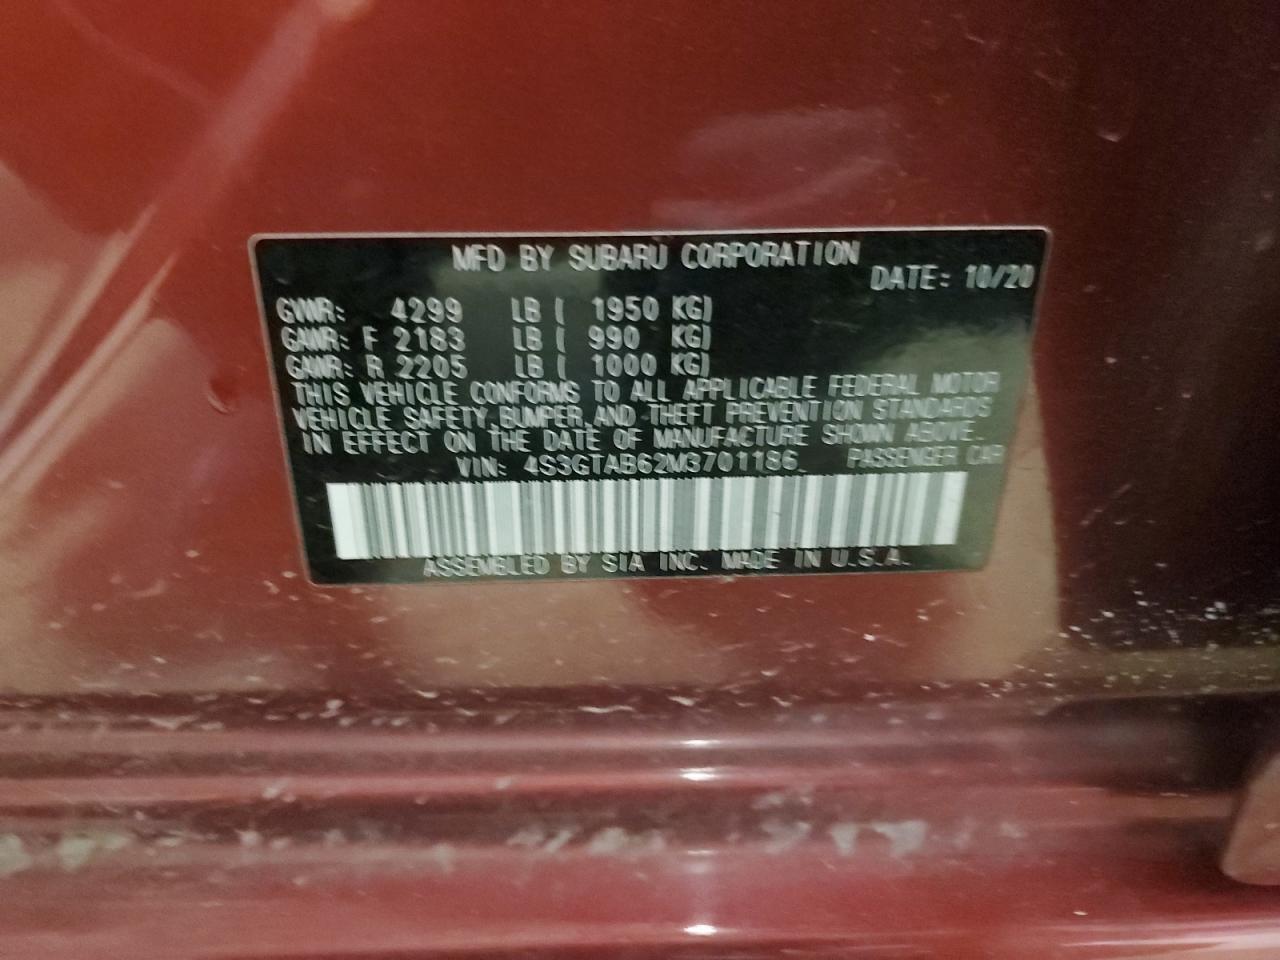 MFD BY SUBARU CORPORATION
DATE: 10/20
GVWR: 4299 LB ( 1950 KG)
GAWR: F 2183 LB ( 990 KG)
GAWR: R 2205 LB ( 1000 KG)
THIS VEHICLE CONFORMS TO ALL APPLICABLE FEDERAL MOTOR
VEHICLE SAFETY, BUMPER, AND THEFT PREVENTION STANDARDS
IN EFFECT ON THE DATE OF MANUFACTURE SHOWN ABOVE.
VIN: 4S3GTAB62M3701186 PASSENGER CAR
ASSEMBLED BY SIA INC. MADE IN U.S.A.